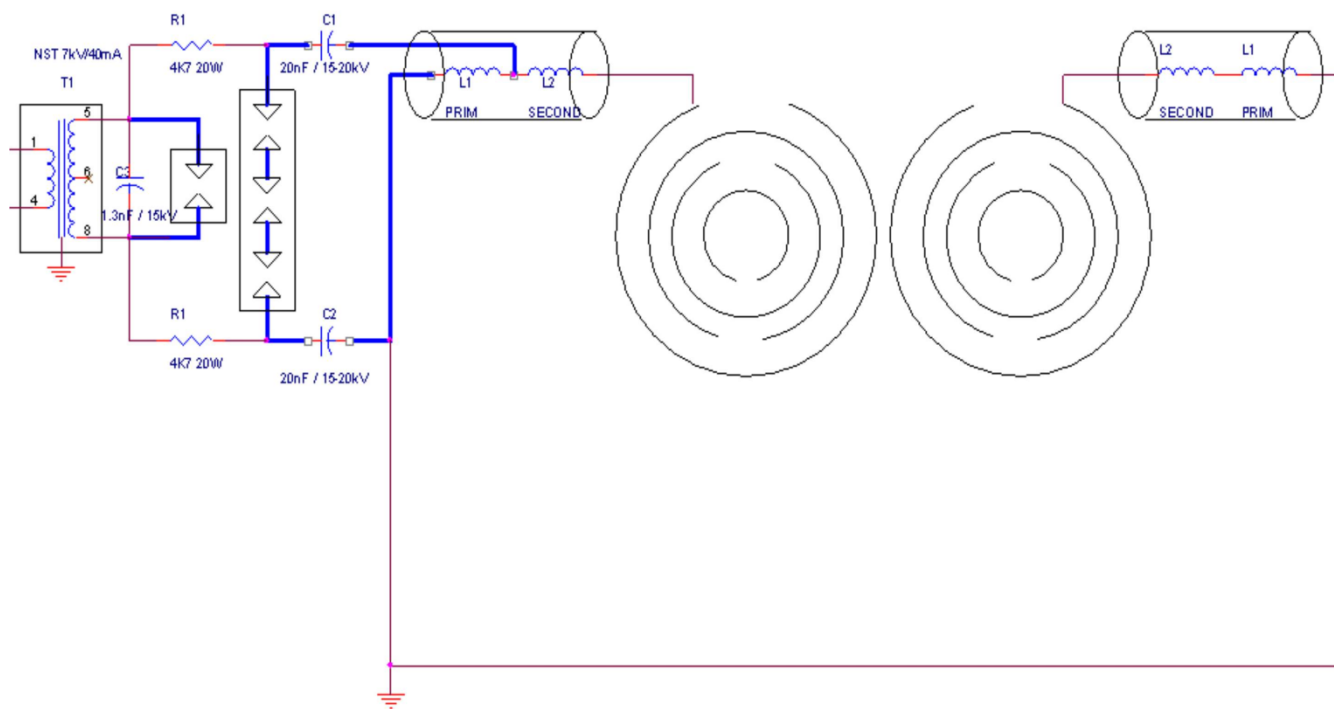 R1
C1
NST 7kV/40mA
4K7 20W
20nF / 15-20kV
T1
L1
L2
PRIM
SECOND
L2
L1
SECOND
PRIM
5
1
6
C3
4
1.3nF / 15kV
8
R1
C2
4K7 20W
20nF / 15-20kV